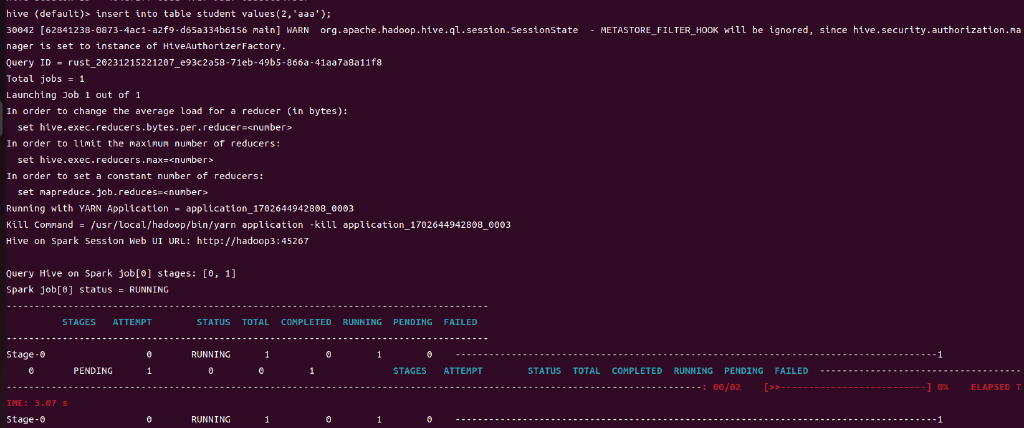 hive (default)> insert into table student values(2,'aaa');
30042 [62841238-0873-4ac1-a2f9-d65a334b6156 main] WARN  org.apache.hadoop.hive.ql.session.SessionState  - METASTORE_FILTER_HOOK will be ignored, since hive.security.authorization.ma
nager is set to instance of HiveAuthorizerFactory.
Query ID = rust_20231215221207_e93c2a58-71eb-49b5-866a-41aa7a8a11f8
Total jobs = 1
Launching Job 1 out of 1
In order to change the average load for a reducer (in bytes):
  set hive.exec.reducers.bytes.per.reducer=<number>
In order to limit the maximum number of reducers:
  set hive.exec.reducers.max=<number>
In order to set a constant number of reducers:
  set mapreduce.job.reduces=<number>
Running with YARN Application = application_1702644942808_0003
Kill Command = /usr/local/hadoop/bin/yarn application -kill application_1702644942808_0003
Hive on Spark Session Web UI URL: http://hadoop3:45267
Query Hive on Spark job[0] stages: [0, 1]
Spark job[0] status = RUNNING
--------------------------------------------------------------------------------------
STAGES   ATTEMPT        STATUS  TOTAL  COMPLETED  RUNNING  PENDING  FAILED
--------------------------------------------------------------------------------------
Stage-0                  0       RUNNING      1          0        1        0    --------------------------------------------------------------------------------------1
0       PENDING      1          0        0        1              STAGES   ATTEMPT        STATUS  TOTAL  COMPLETED  RUNNING  PENDING  FAILED  ------------------------------------
----------------------------------------------------------------------------------------------------------------------------: 00/02    [>>--------------------------] 0%    ELAPSED T
IME: 3.07 s
Stage-0                  0       RUNNING      1          0        1        0    --------------------------------------------------------------------------------------1